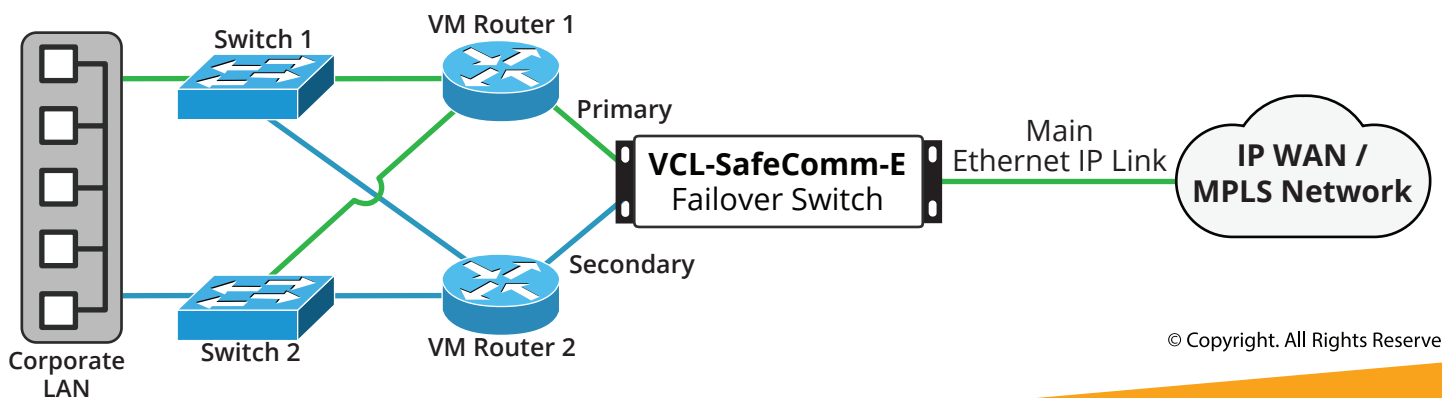 VM Router 1
Switch 1
Primary
VCL-SafeComm-E
Failover Switch
Main
Ethernet IP Link
IP WAN /
MPLS Network
Secondary
Switch 2
VM Router 2
Corporate
LAN
© Copyright. All Rights Reserve